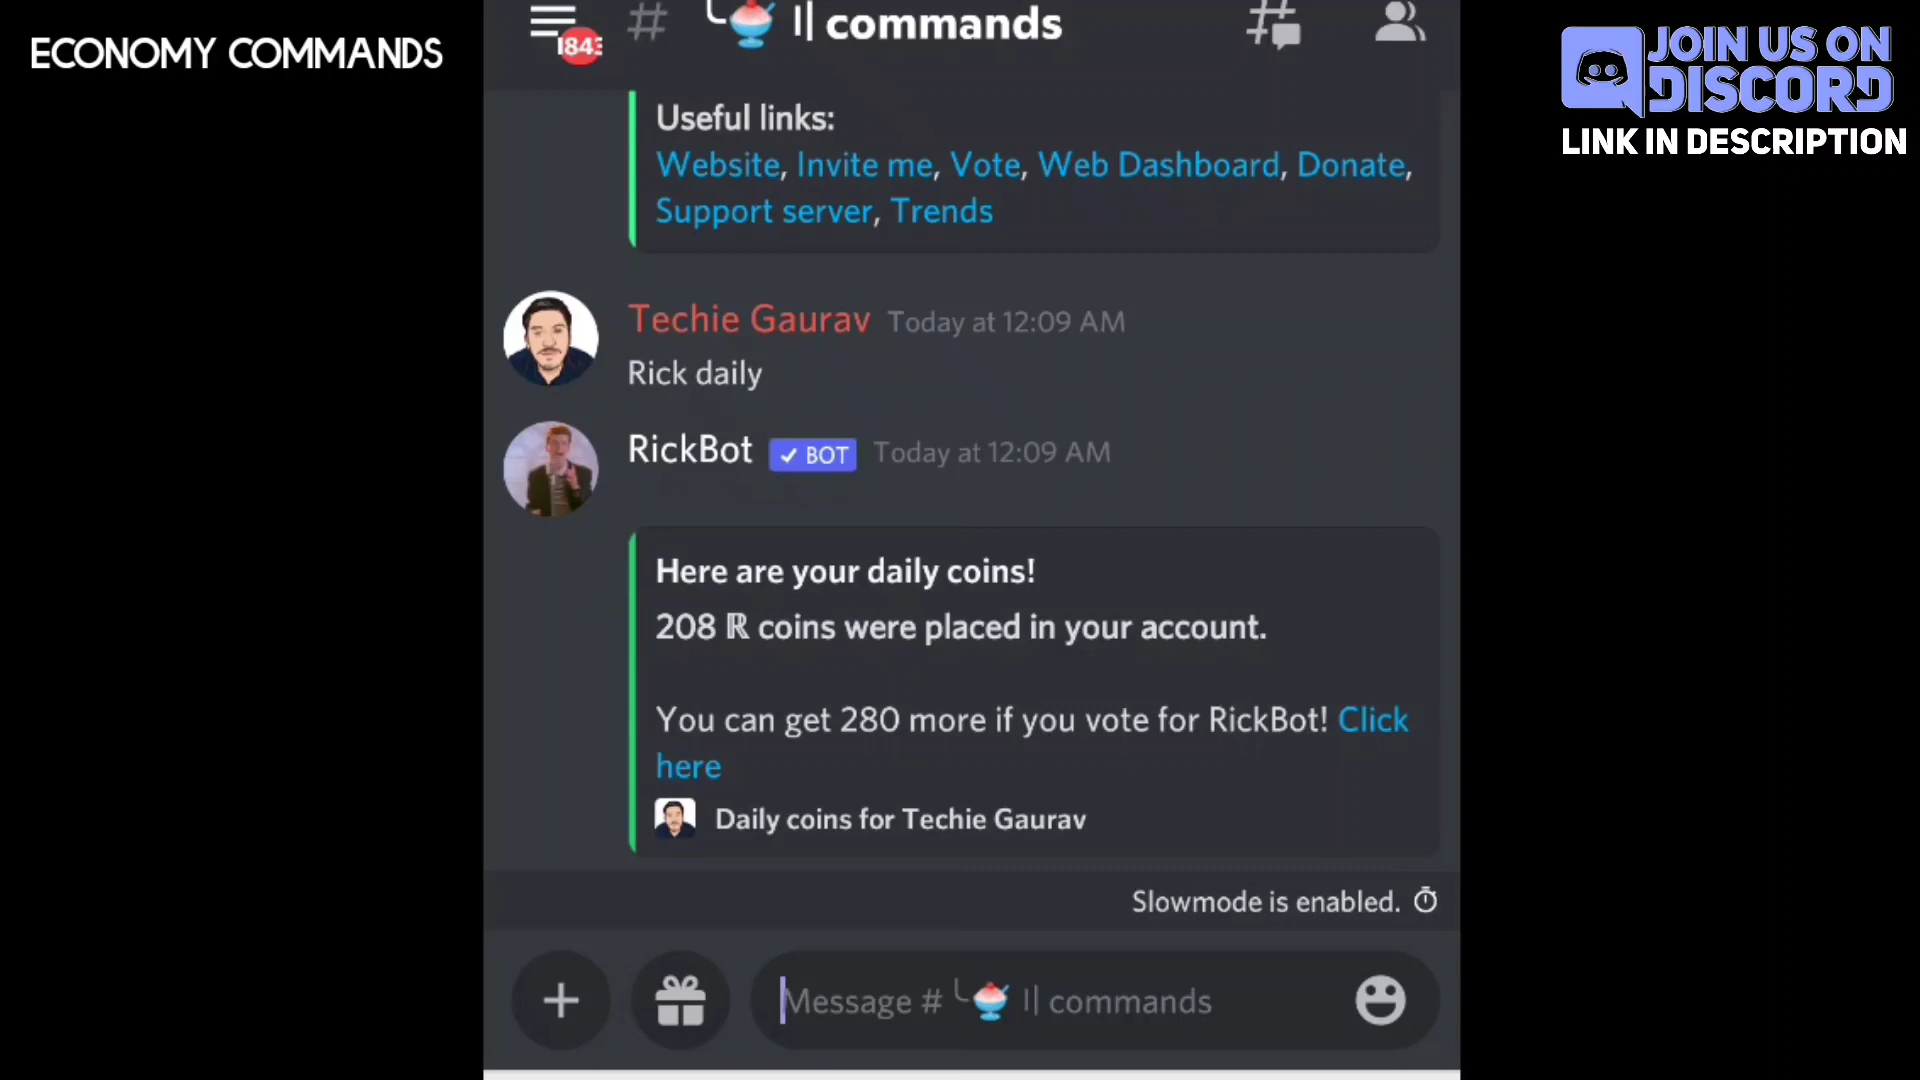 ECONOMY COMMANDS
# ╰🍧 || commands
JOIN US ON
DISCORD
LINK IN DESCRIPTION
Useful links:
Website, Invite me, Vote, Web Dashboard, Donate,
Support server, Trends
Techie Gaurav Today at 12:09 AM
Rick daily
RickBot ✓ BOT Today at 12:09 AM
Here are your daily coins!
208 ℝ coins were placed in your account.
You can get 280 more if you vote for RickBot! Click
here
Daily coins for Techie Gaurav
Slowmode is enabled.
Message # ╰🍧 || commands